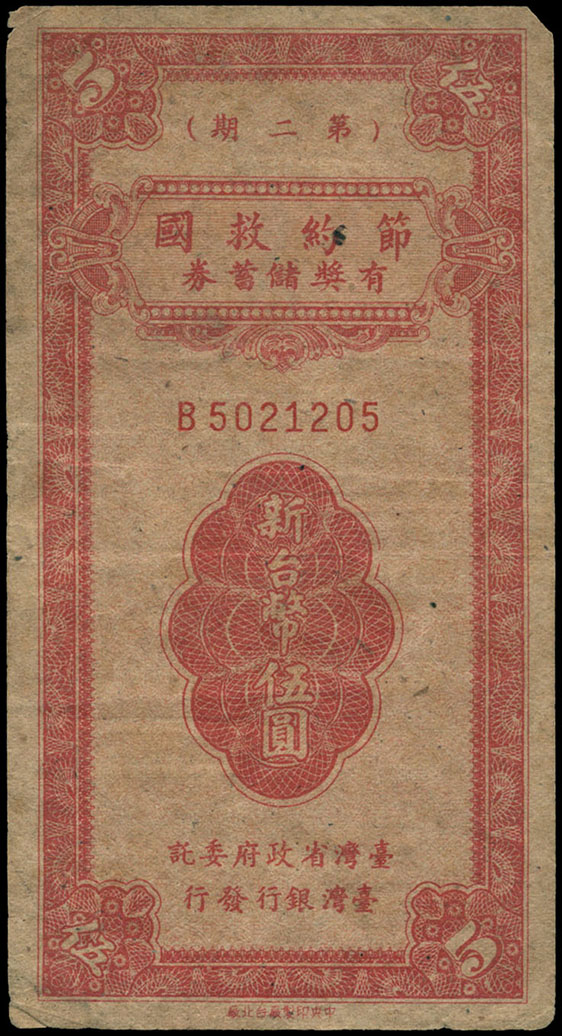 5 伍
(第二期)
節約救國
有獎儲蓄券
B5021205
新台幣伍圓
臺灣省政府委託
臺灣銀行發行
伍 5
中央印製廠台北廠